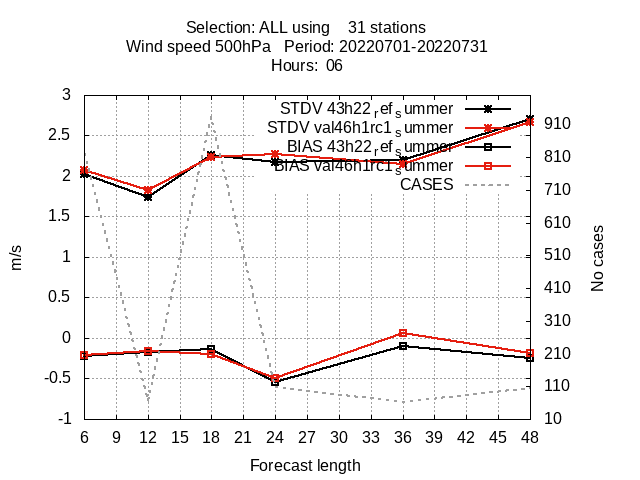 Selection: ALL using    31 stations
Wind speed 500hPa   Period: 20220701-20220731
Hours:  06
STDV 43h22_ref_summer
STDV val46h1rc1_summer
BIAS 43h22_ref_summer
BIAS val46h1rc1_summer
CASES
3
2.5
2
1.5
1
0.5
0
-0.5
-1
m/s
910
810
710
610
510
410
310
210
110
10
No cases
6 9 12 15 18 21 24 27 30 33 36 39 42 45 48
Forecast length